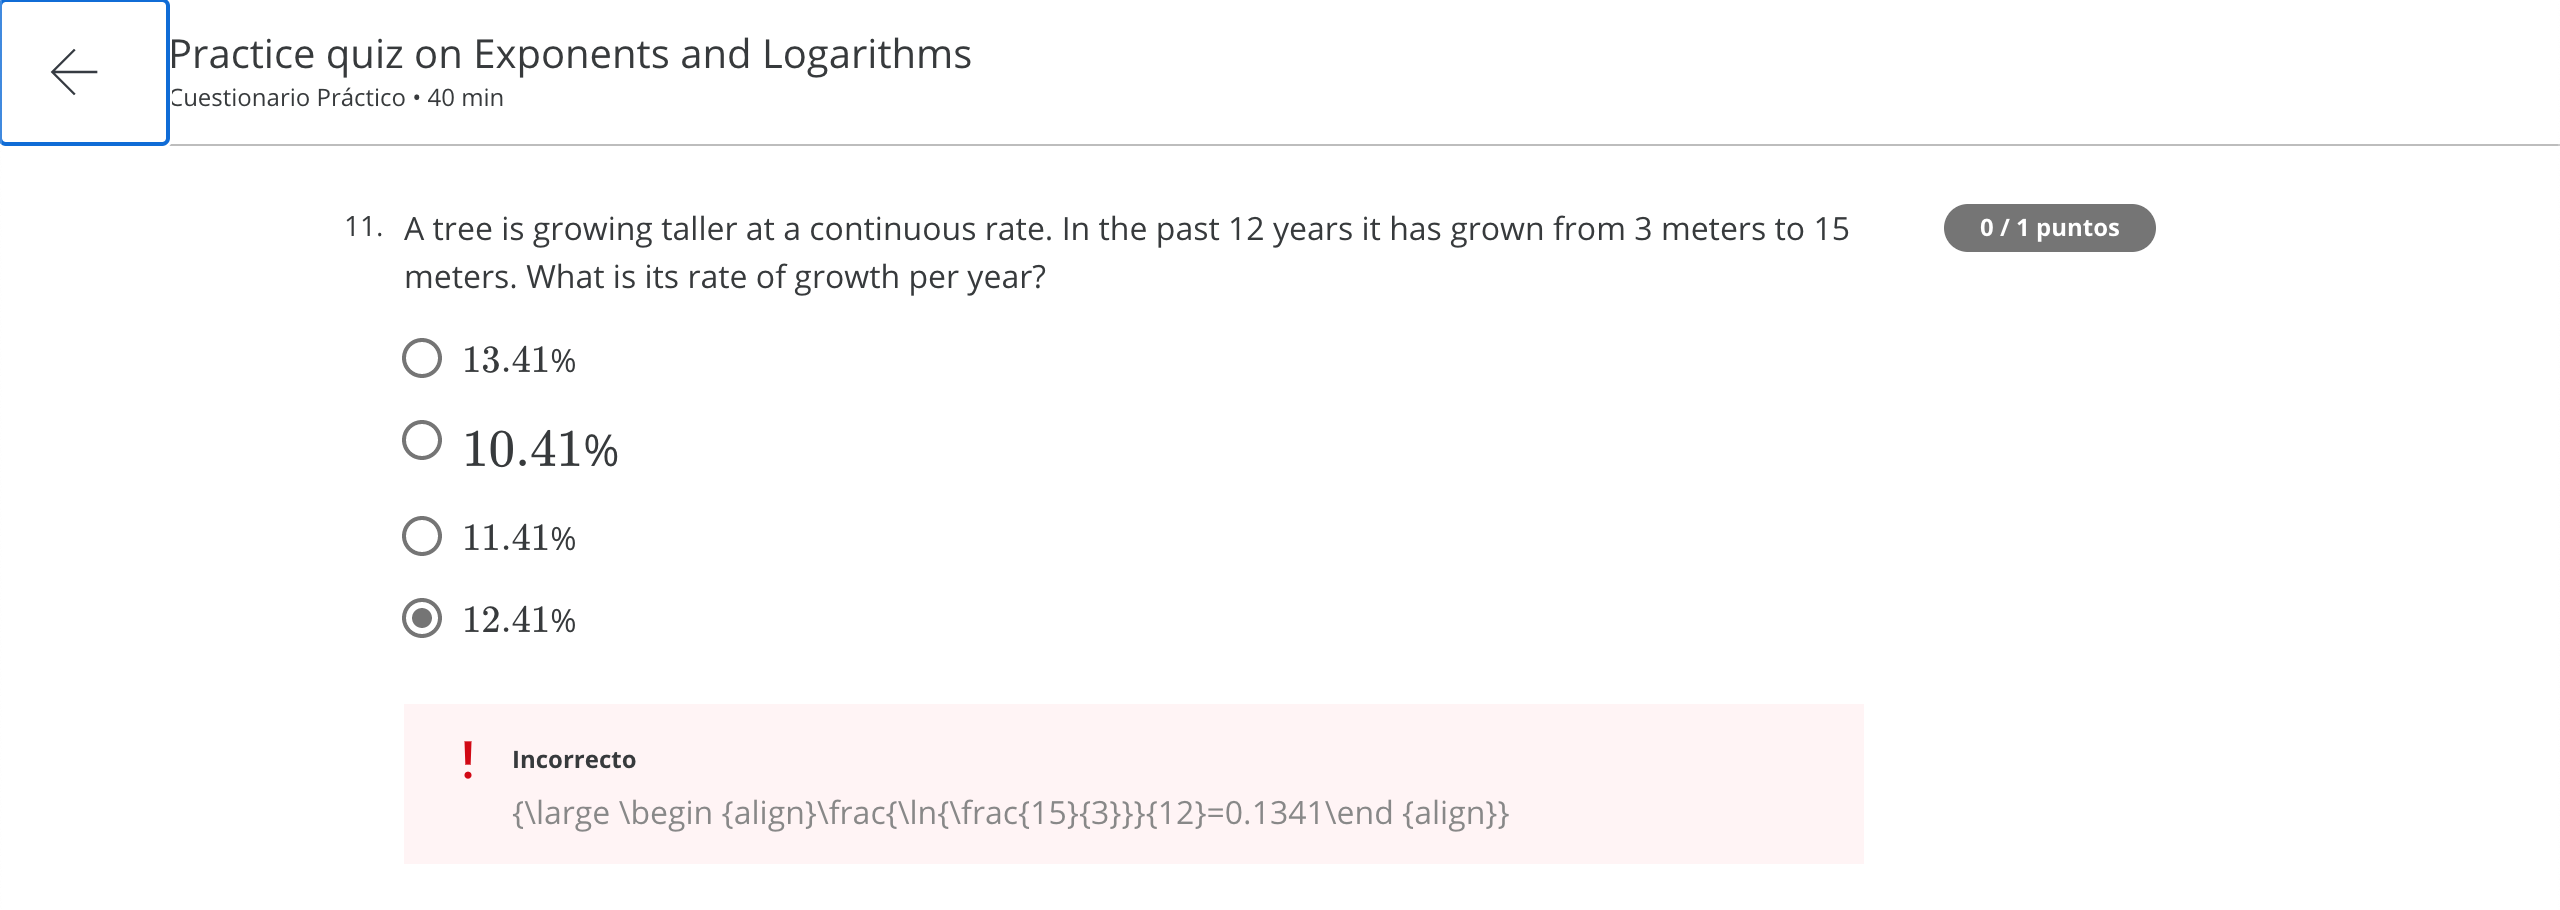 Practice quiz on Exponents and Logarithms
Cuestionario Práctico • 40 min
11. A tree is growing taller at a continuous rate. In the past 12 years it has grown from 3 meters to 15
0 / 1 puntos
meters. What is its rate of growth per year?
13.41%
10.41%
11.41%
12.41%
! Incorrecto
{\large \begin {align}\frac{\ln{\frac{15}{3}}}{12}=0.1341\end {align}}